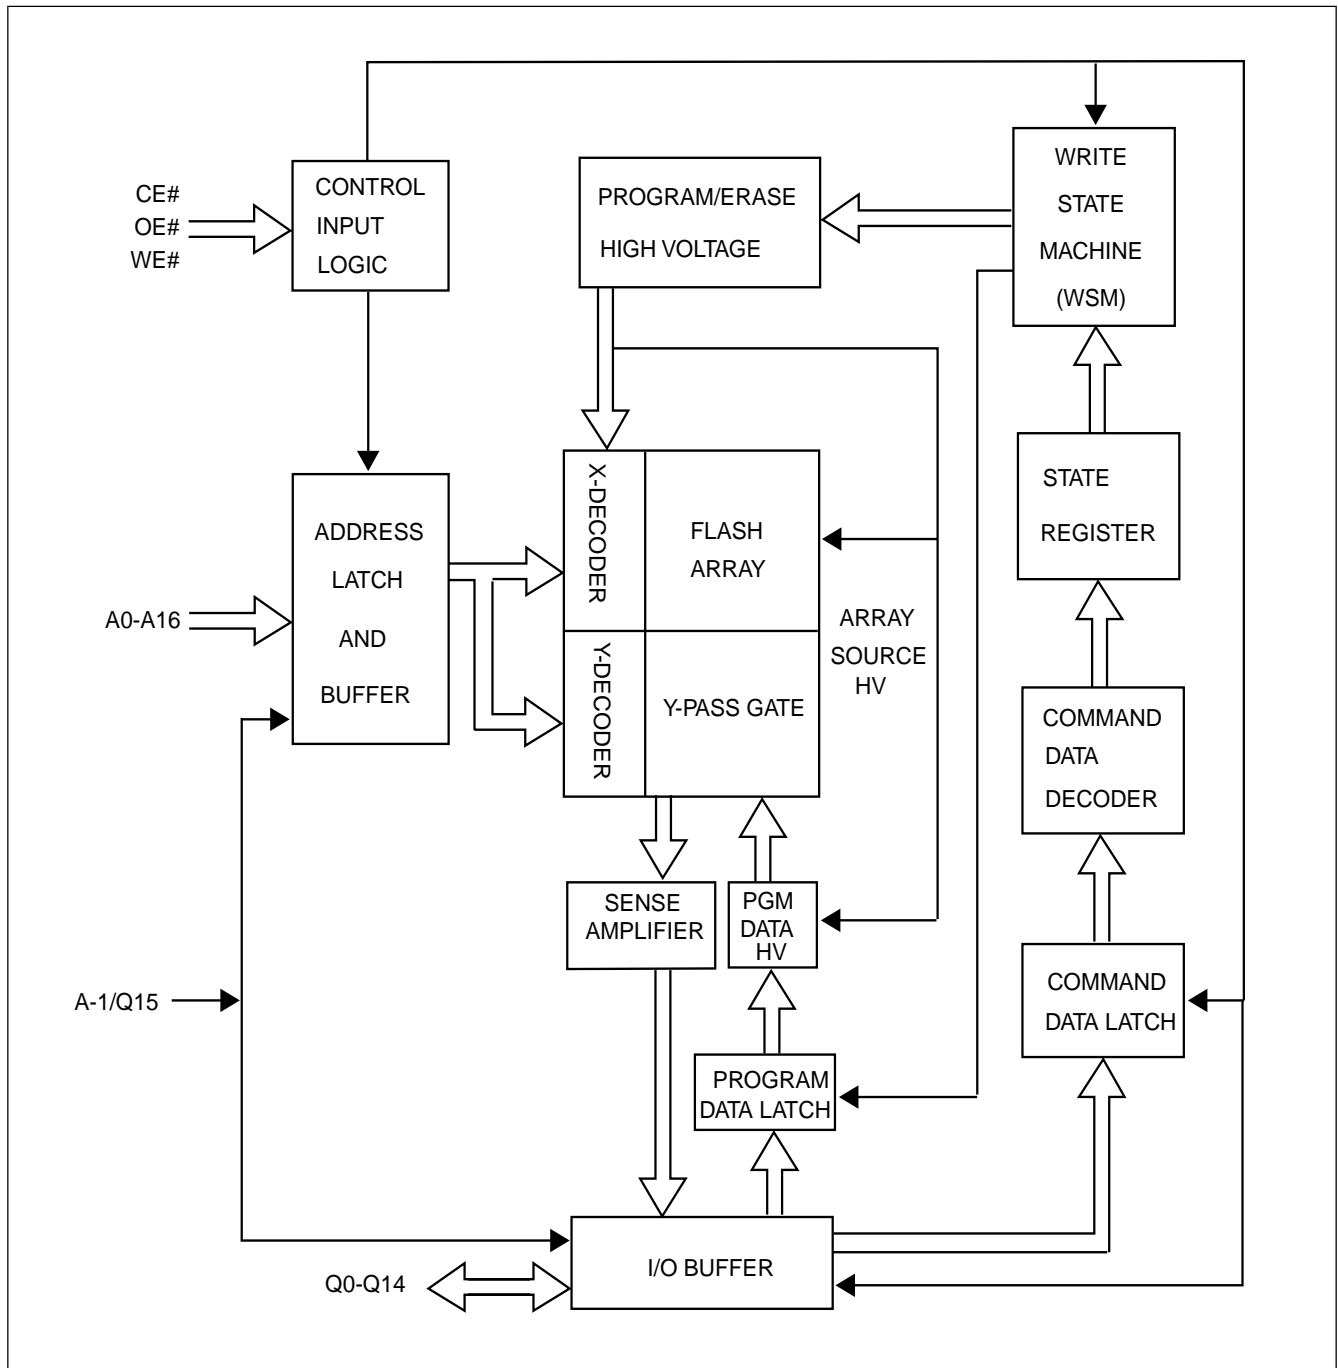 CE#
OE#
WE#
CONTROL
INPUT
LOGIC
PROGRAM/ERASE
HIGH VOLTAGE
WRITE
STATE
MACHINE
(WSM)
A0-A16
ADDRESS
LATCH
AND
BUFFER
X-DECODER
FLASH
ARRAY
Y-DECODER
Y-PASS GATE
ARRAY
SOURCE
HV
STATE
REGISTER
COMMAND
DATA
DECODER
SENSE
AMPLIFIER
PGM
DATA
HV
COMMAND
DATA LATCH
A-1/Q15
PROGRAM
DATA LATCH
Q0-Q14
I/O BUFFER